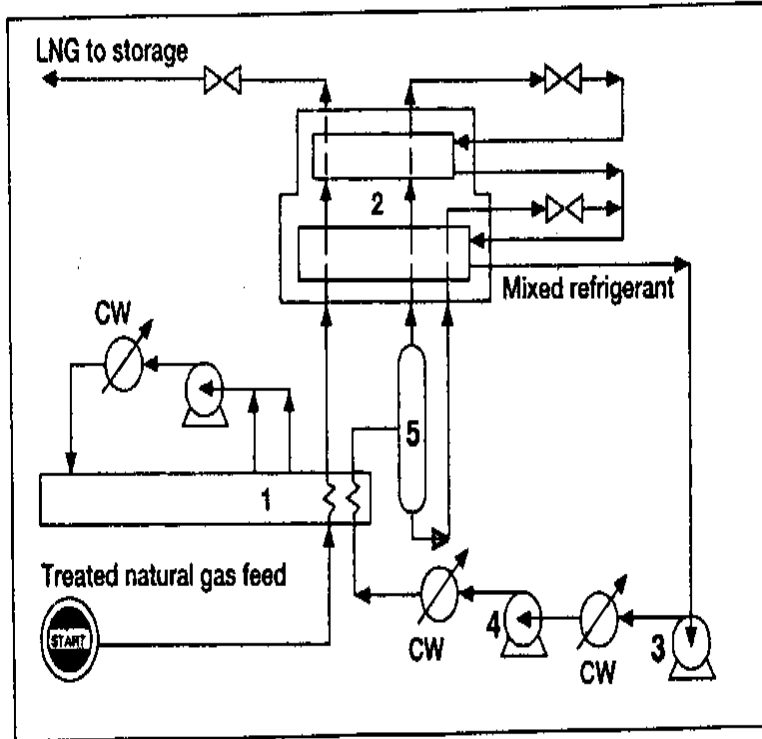 LNG to storage
2
Mixed refrigerant
CW
5
1
Treated natural gas feed
START
CW
4
CW
3